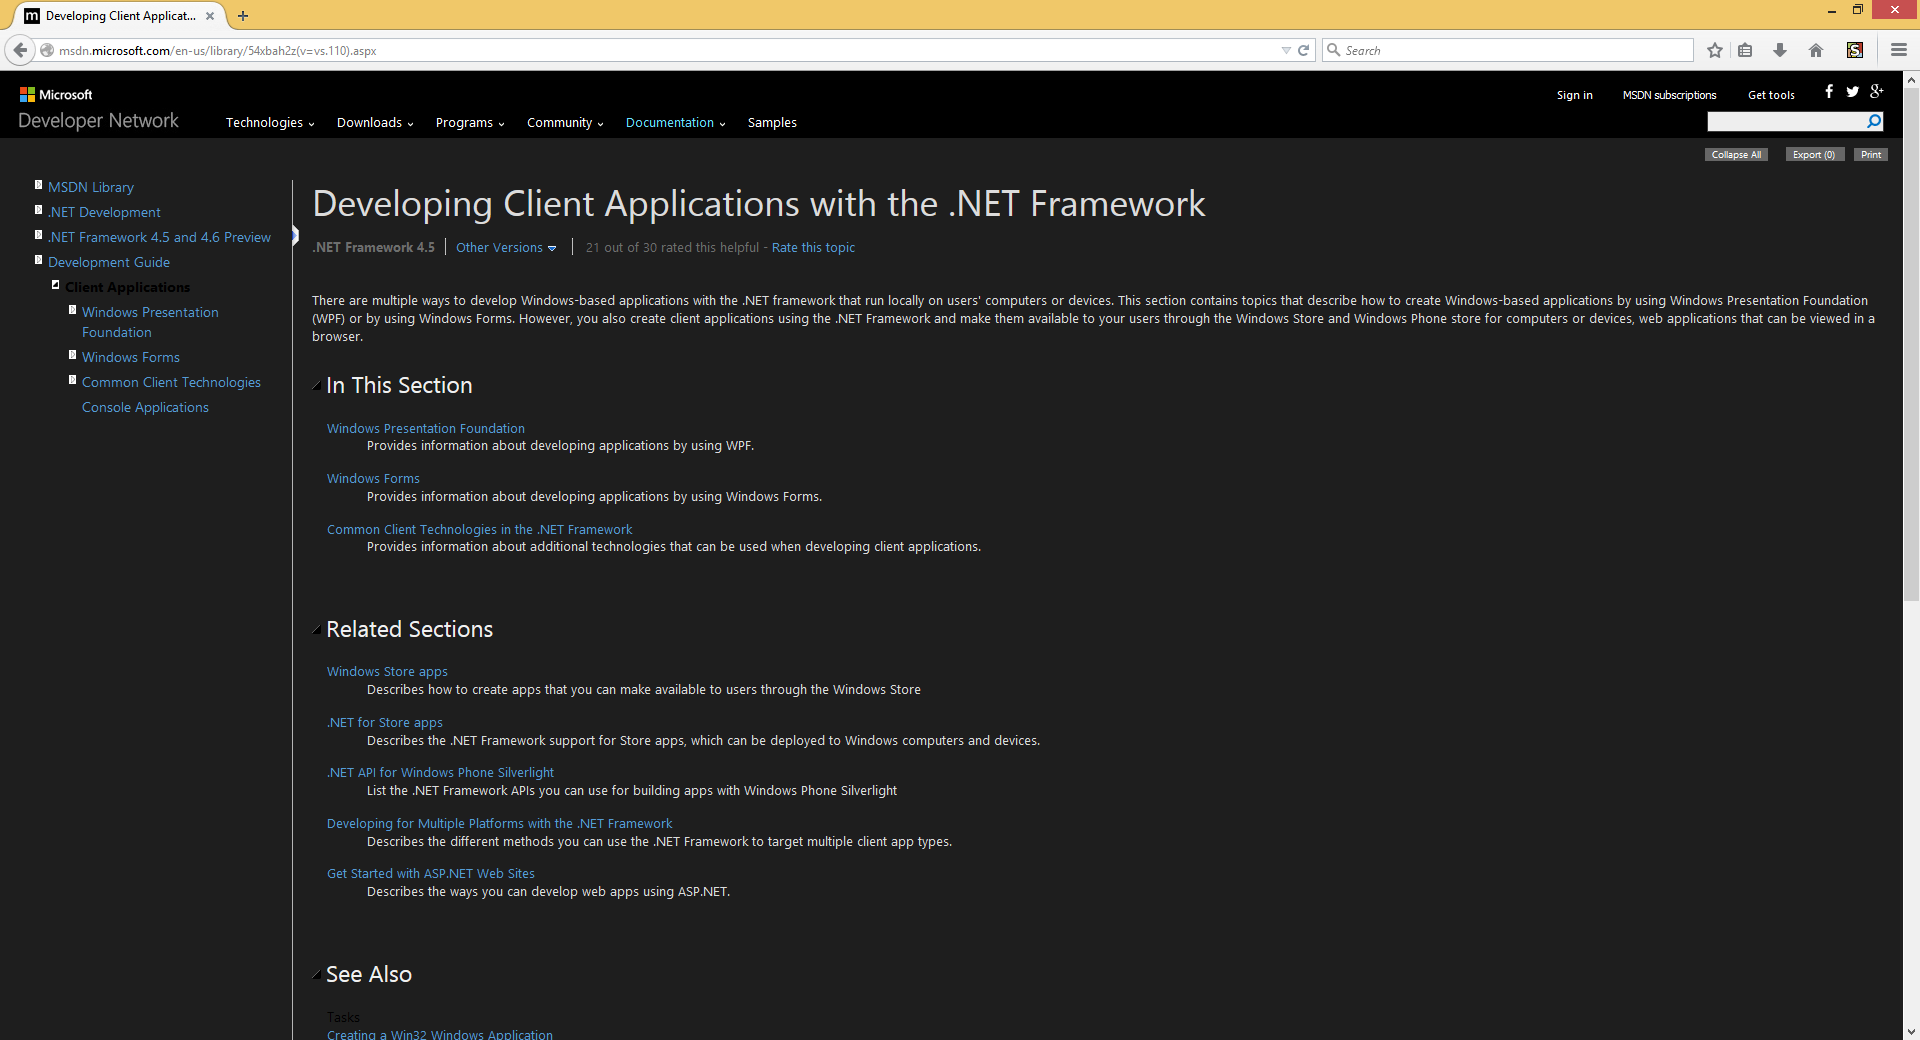 Developing Client Applicat...
msdn.microsoft.com/en-us/library/54xbah2z(v=vs.110).aspx
Search
Microsoft
Developer Network
Technologies
Downloads
Programs
Community
Documentation
Samples
Sign in
MSDN subscriptions
Get tools
Collapse All
Export (0)
Print
MSDN Library
.NET Development
.NET Framework 4.5 and 4.6 Preview
Development Guide
Client Applications
Windows Presentation
Foundation
Windows Forms
Common Client Technologies
Console Applications
Developing Client Applications with the .NET Framework
.NET Framework 4.5
Other Versions
21 out of 30 rated this helpful - Rate this topic
There are multiple ways to develop Windows-based applications with the .NET framework that run locally on users' computers or devices. This section contains topics that describe how to create Windows-based applications by using Windows Presentation Foundation
(WPF) or by using Windows Forms. However, you also create client applications using the .NET Framework and make them available to your users through the Windows Store and Windows Phone store for computers or devices, web applications that can be viewed in a
browser.
In This Section
Windows Presentation Foundation
Provides information about developing applications by using WPF.
Windows Forms
Provides information about developing applications by using Windows Forms.
Common Client Technologies in the .NET Framework
Provides information about additional technologies that can be used when developing client applications.
Related Sections
Windows Store apps
Describes how to create apps that you can make available to users through the Windows Store
.NET for Store apps
Describes the .NET Framework support for Store apps, which can be deployed to Windows computers and devices.
.NET API for Windows Phone Silverlight
List the .NET Framework APIs you can use for building apps with Windows Phone Silverlight
Developing for Multiple Platforms with the .NET Framework
Describes the different methods you can use the .NET Framework to target multiple client app types.
Get Started with ASP.NET Web Sites
Describes the ways you can develop web apps using ASP.NET.
See Also
Tasks
Creating a Win32 Windows Application